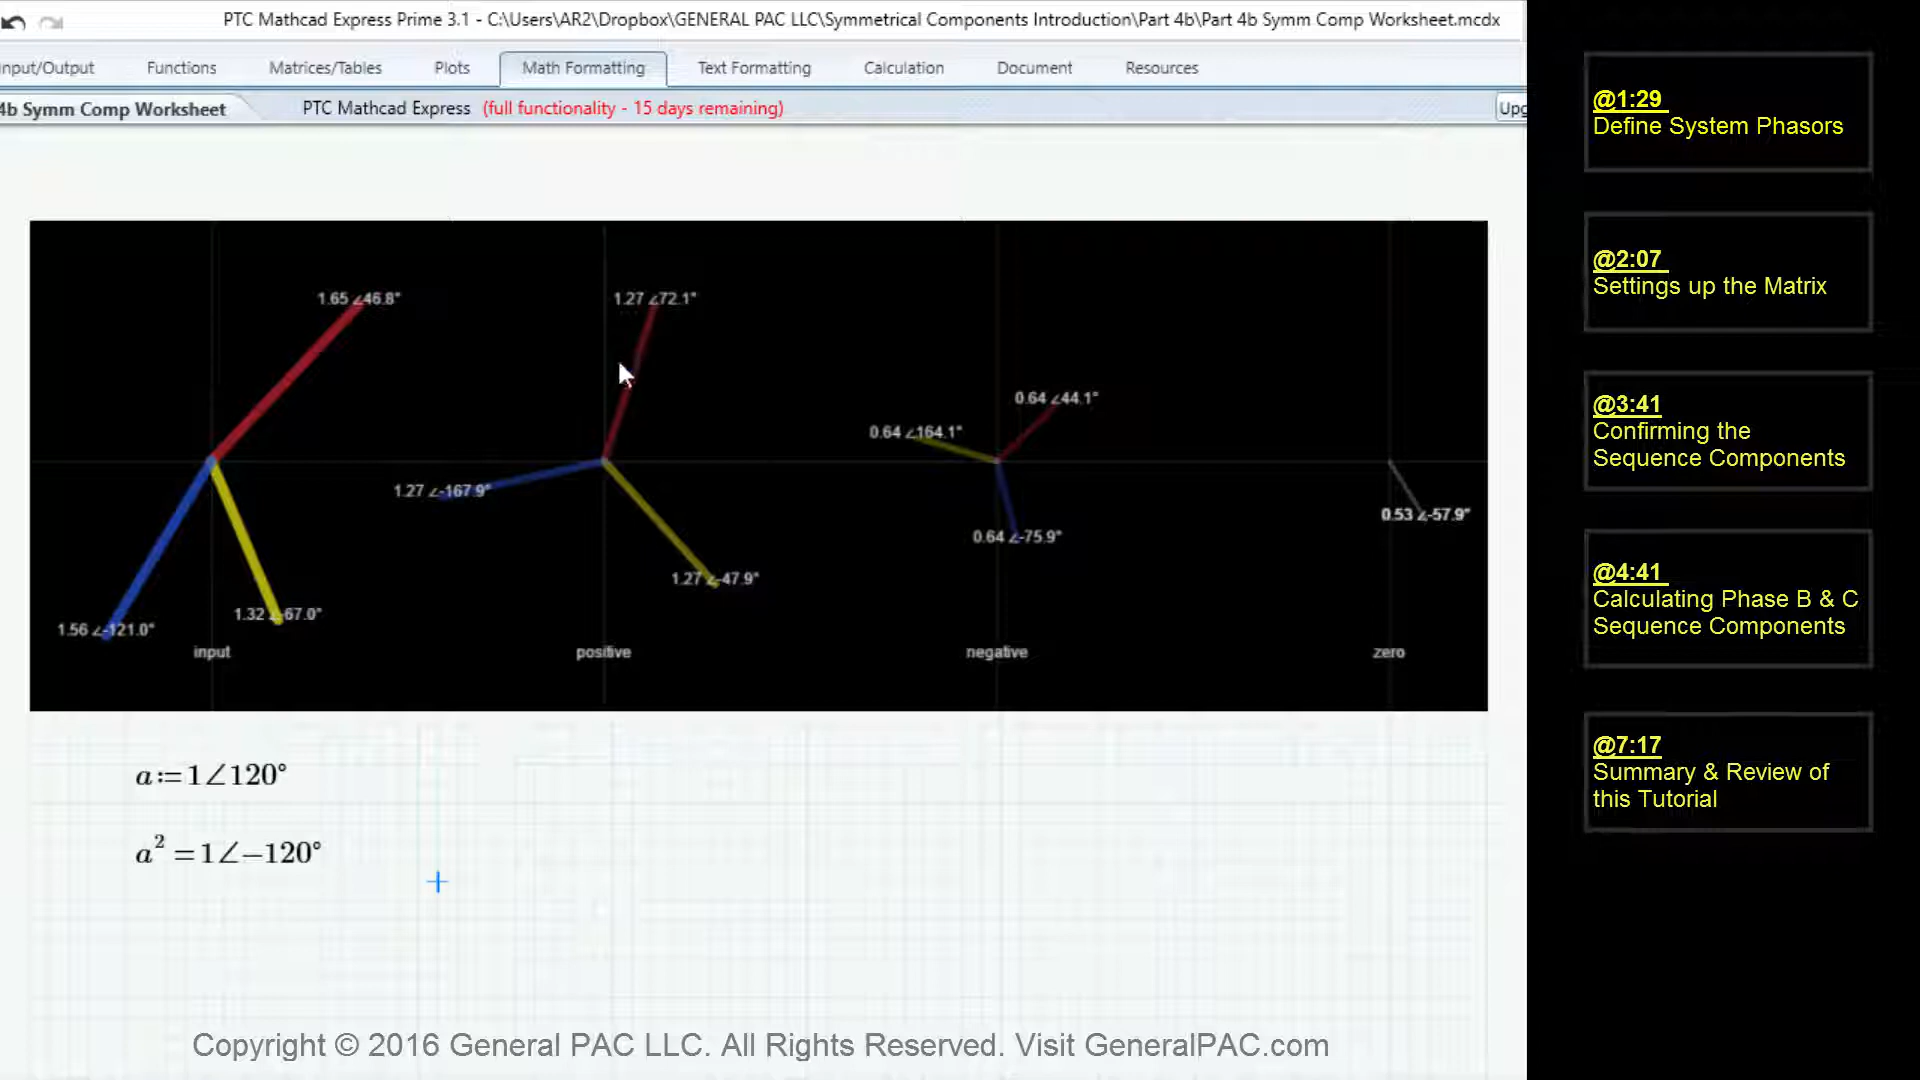 PTC Mathcad Express Prime 3.1 - C:\Users\AR2\Dropbox\GENERAL PAC LLC\Symmetrical Components Introduction\Part 4b\Part 4b Symm Comp Worksheet.mcdx
nput/Output Functions Matrices/Tables Plots Math Formatting Text Formatting Calculation Document Resources
4b Symm Comp Worksheet PTC Mathcad Express (full functionality - 15 days remaining) Upg
1.65 ∠46.8°
1.27 ∠72.1°
0.64 ∠44.1°
0.64 ∠164.1°
1.27 ∠-167.9°
0.53 ∠-57.9°
0.64 ∠-75.9°
1.27 ∠-47.9°
1.32 ∠-67.0°
1.56 ∠-121.0°
input positive negative zero
a:=1∠120°
a²=1∠−120°
Copyright © 2016 General PAC LLC. All Rights Reserved. Visit GeneralPAC.com
@1:29
Define System Phasors
@2:07
Settings up the Matrix
@3:41
Confirming the
Sequence Components
@4:41
Calculating Phase B & C
Sequence Components
@7:17
Summary & Review of
this Tutorial